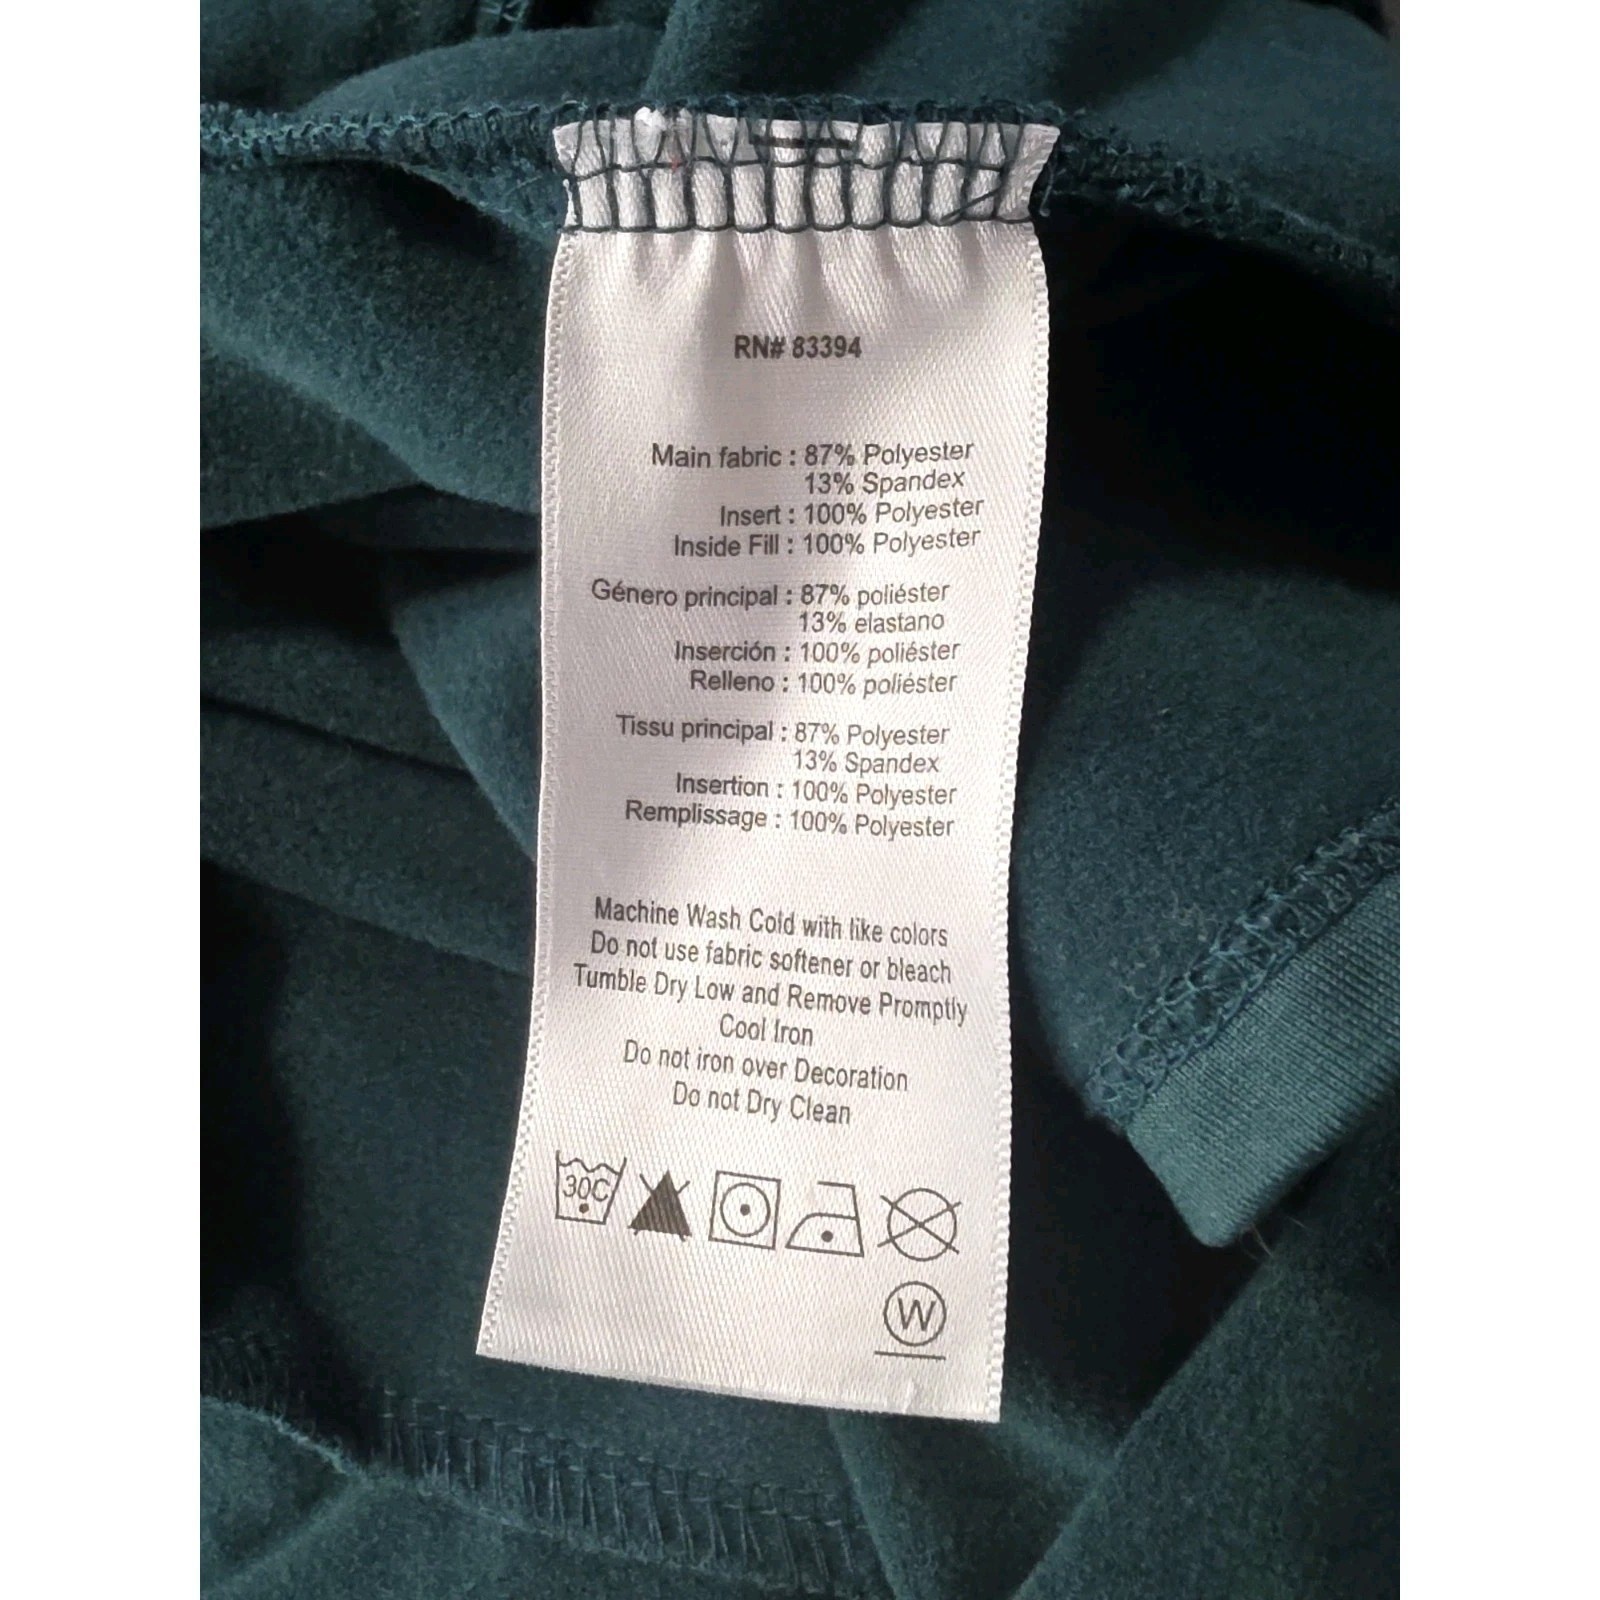 RN# 83394
Main fabric : 87% Polyester
13% Spandex
Insert : 100% Polyester
Inside Fill : 100% Polyester
Género principal : 87% poliéster
13% elastano
Inserción : 100% poliéster
Relleno : 100% poliéster
Tissu principal : 87% Polyester
13% Spandex
Insertion : 100% Polyester
Remplissage : 100% Polyester
Machine Wash Cold with like colors
Do not use fabric softener or bleach
Tumble Dry Low and Remove Promptly
Cool Iron
Do not iron over Decoration
Do not Dry Clean
30C
W